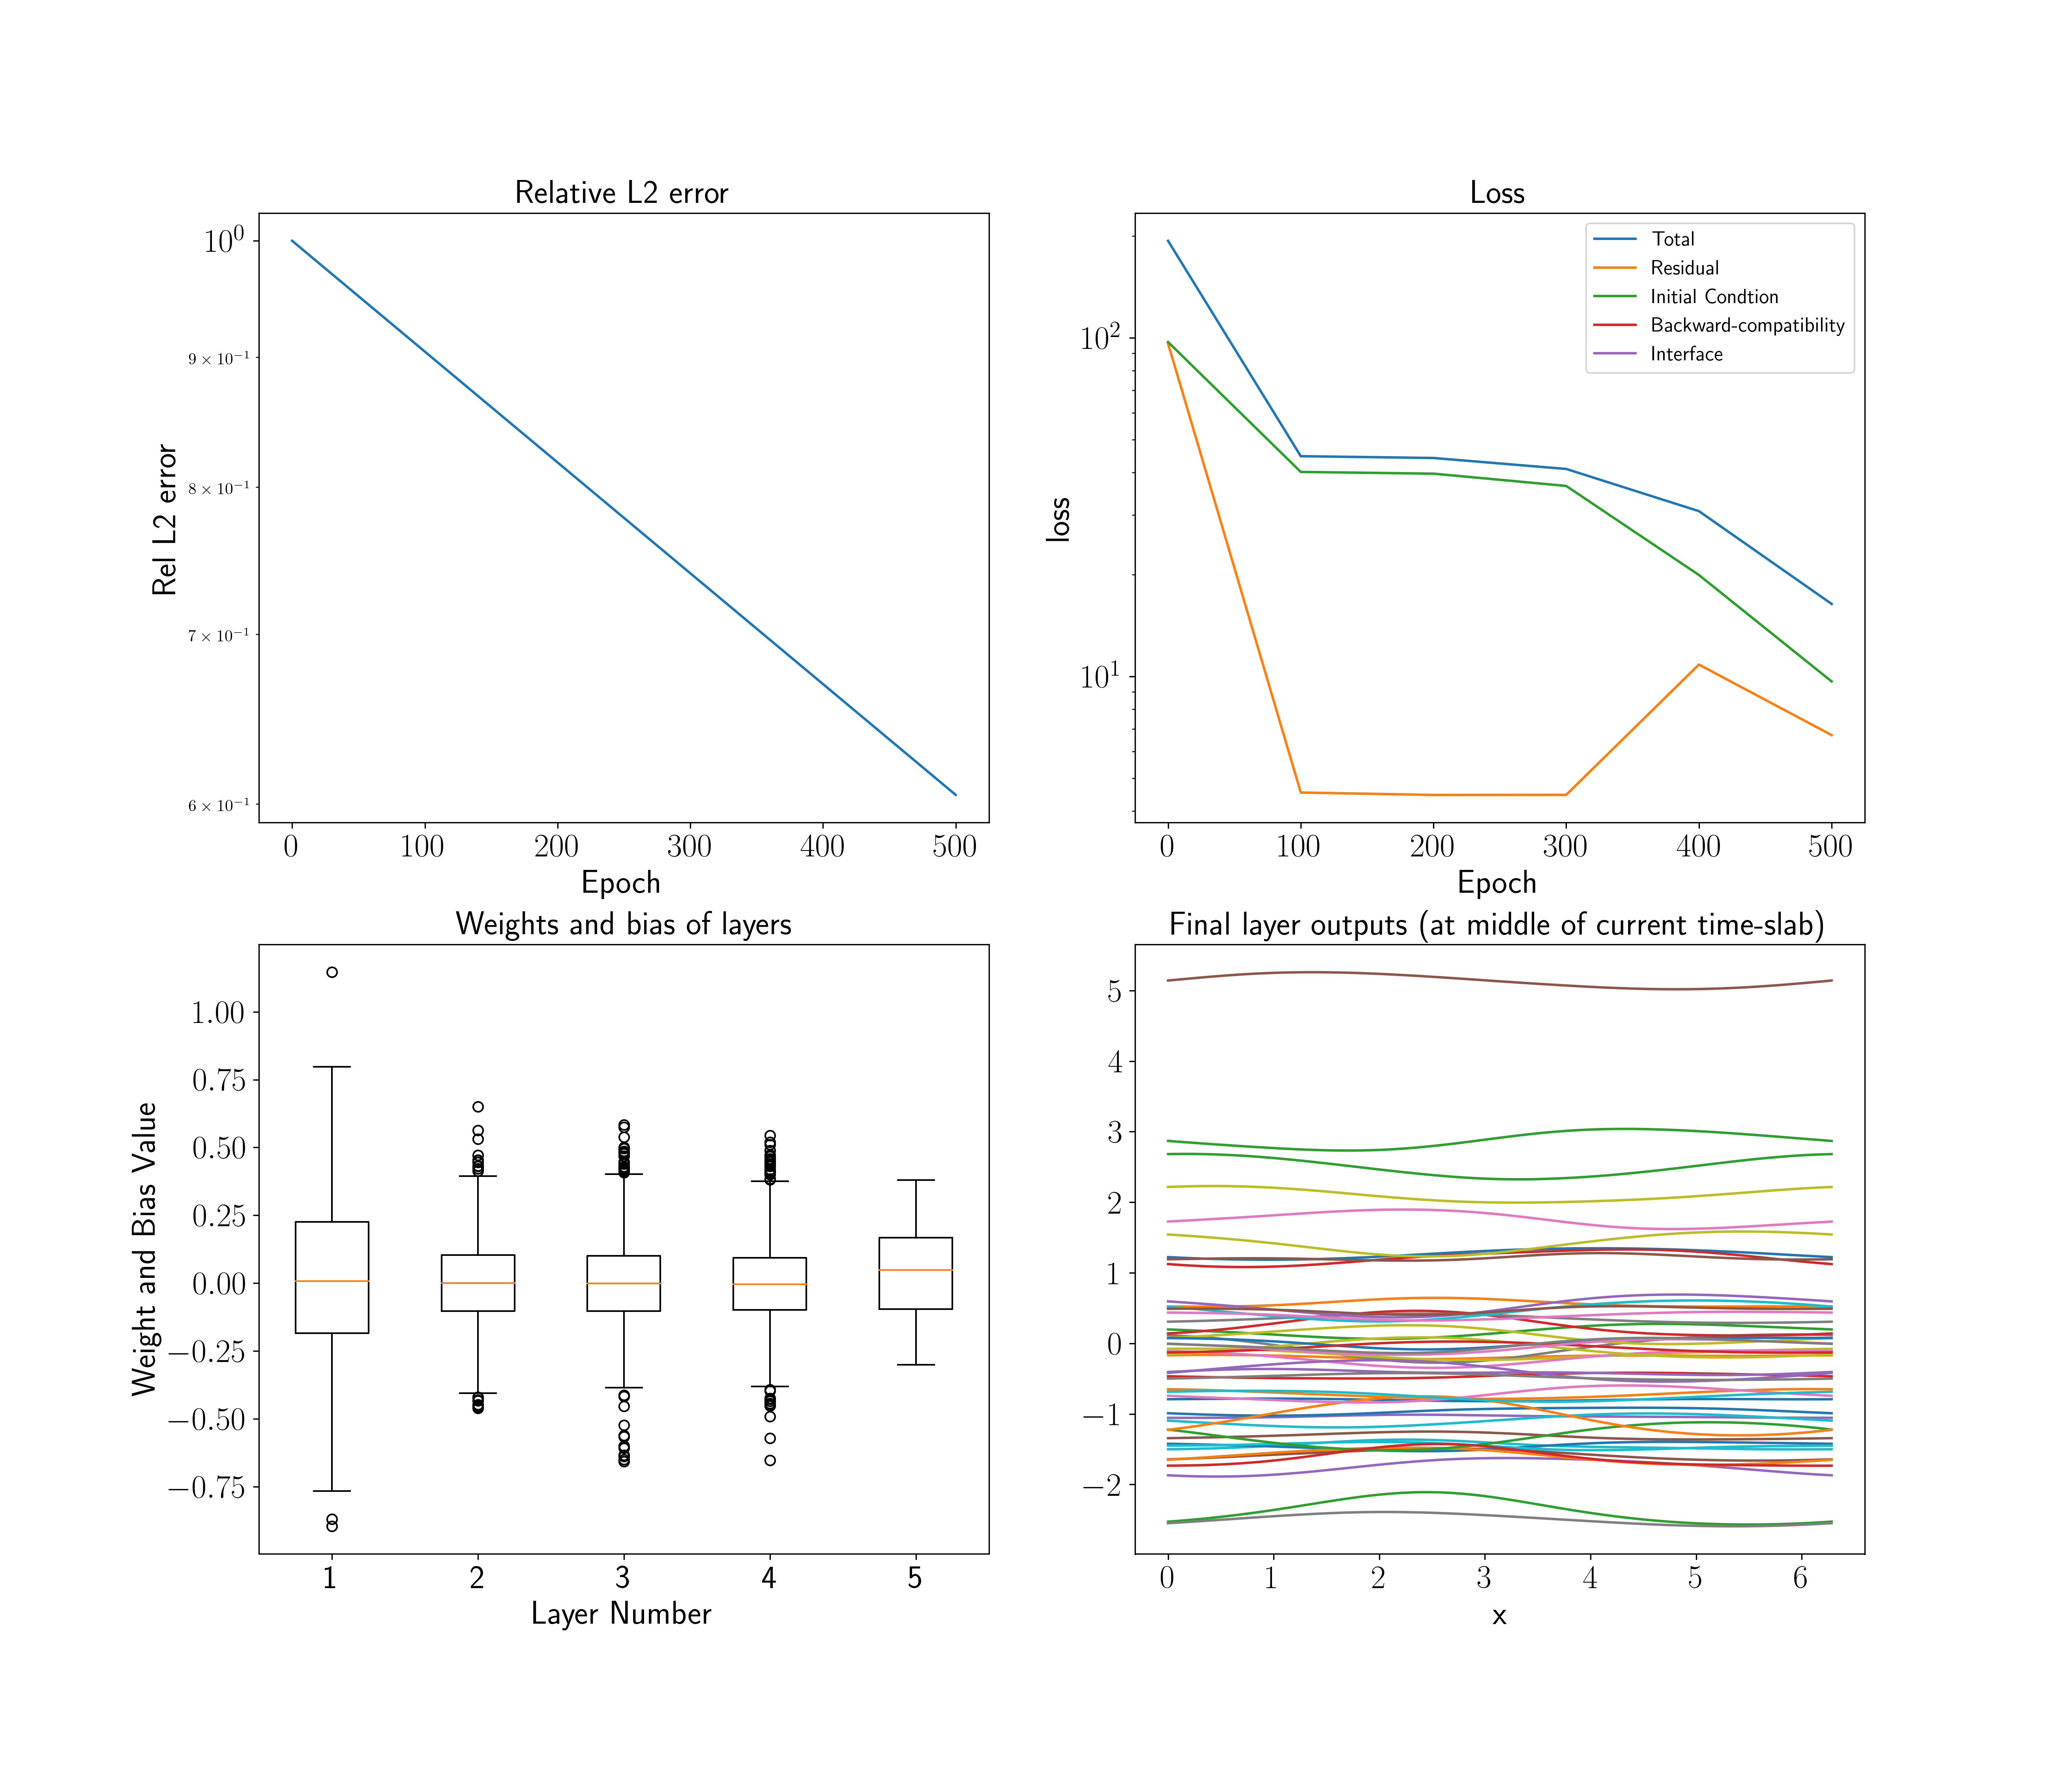 Relative L2 error
10^0
9 × 10^−1
8 × 10^−1
7 × 10^−1
6 × 10^−1
Rel L2 error
0 100 200 300 400 500
Epoch
Loss
Total
Residual
Initial Condtion
Backward-compatibility
Interface
10^2
10^1
loss
0 100 200 300 400 500
Epoch
Weights and bias of layers
1.00
0.75
0.50
0.25
0.00
−0.25
−0.50
−0.75
Weight and Bias Value
1 2 3 4 5
Layer Number
Final layer outputs (at middle of current time-slab)
5
4
3
2
1
0
−1
−2
0 1 2 3 4 5 6
x